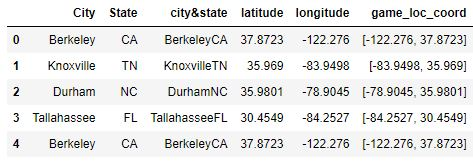 City State city&state latitude longitude game_loc_coord
0 Berkeley CA BerkeleyCA 37.8723 -122.276 [-122.276, 37.8723]
1 Knoxville TN KnoxvilleTN 35.969 -83.9498 [-83.9498, 35.969]
2 Durham NC DurhamNC 35.9801 -78.9045 [-78.9045, 35.9801]
3 Tallahassee FL TallahasseeFL 30.4549 -84.2527 [-84.2527, 30.4549]
4 Berkeley CA BerkeleyCA 37.8723 -122.276 [-122.276, 37.8723]